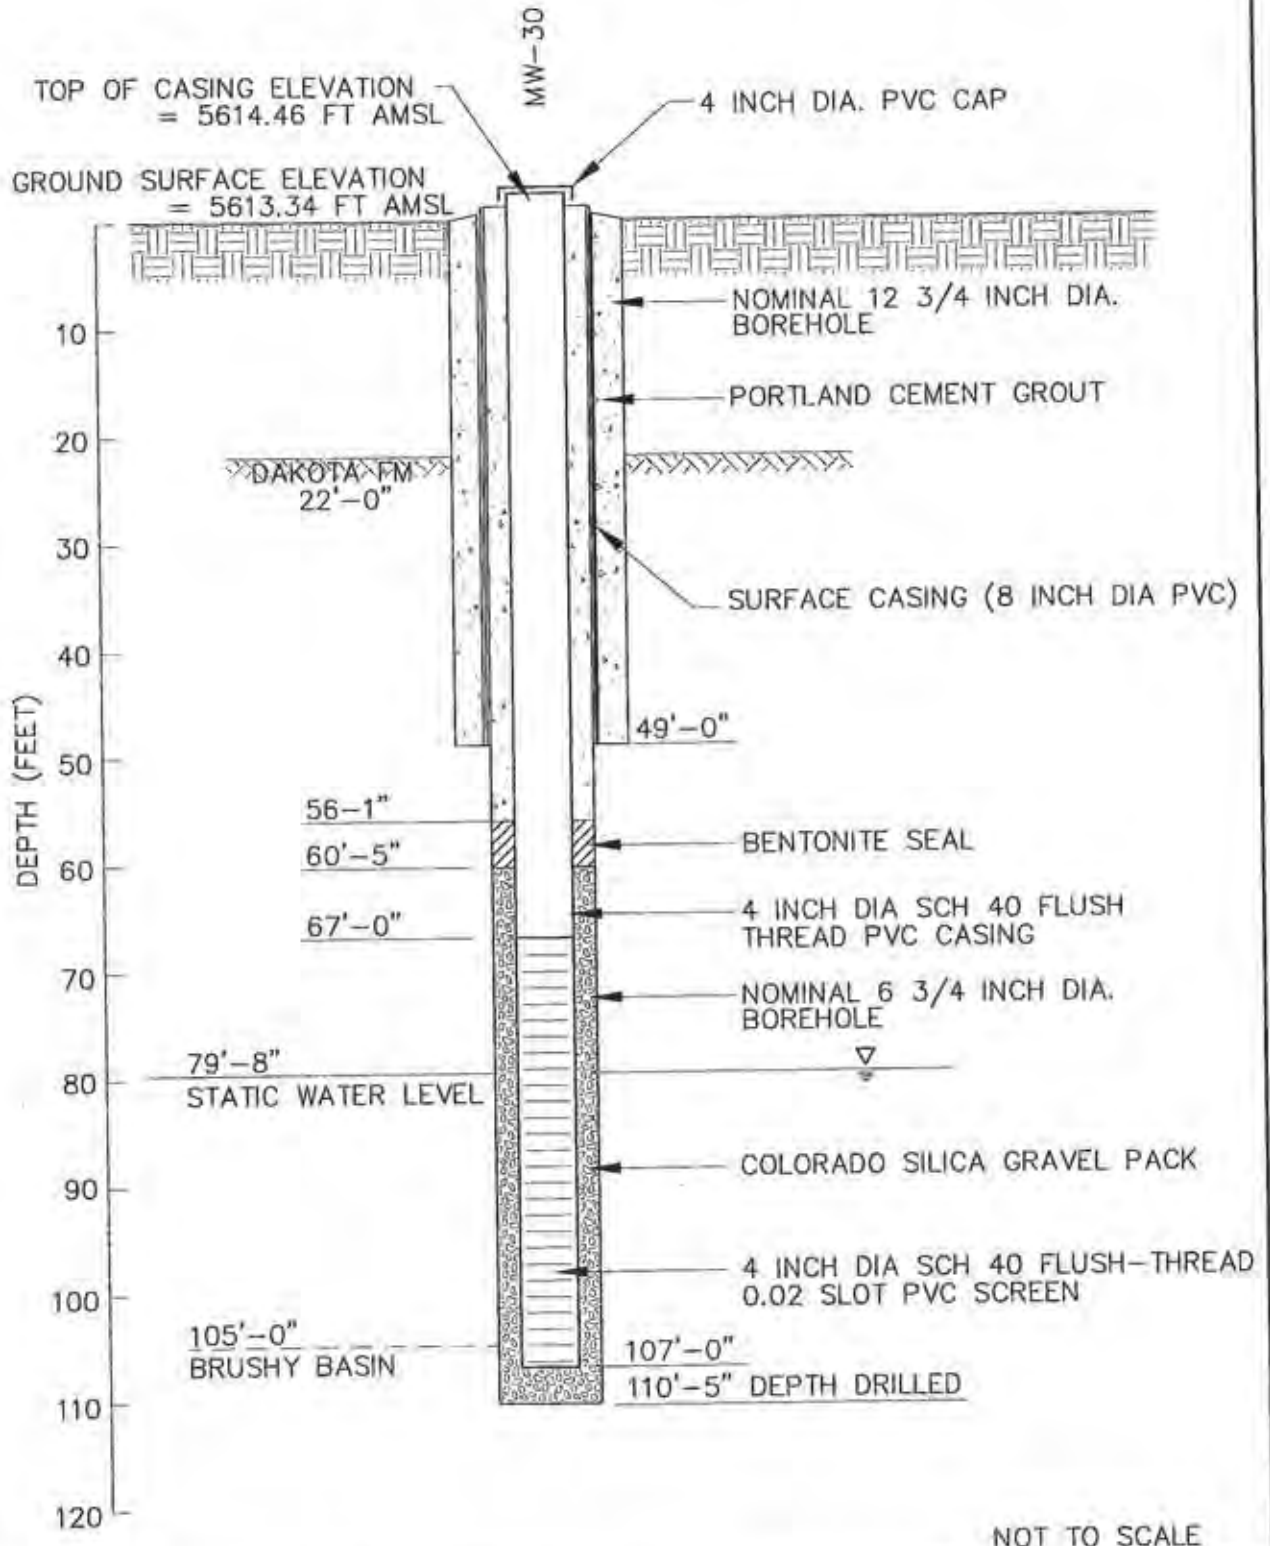 MW-30
TOP OF CASING ELEVATION
= 5614.46 FT AMSL
4 INCH DIA. PVC CAP
GROUND SURFACE ELEVATION
= 5613.34 FT AMSL
NOMINAL 12 3/4 INCH DIA.
BOREHOLE
10
PORTLAND CEMENT GROUT
20
DAKOTA FM
22'-0"
30
SURFACE CASING (8 INCH DIA PVC)
40
DEPTH (FEET)
49'-0"
50
56-1"
BENTONITE SEAL
60'-5"
60
4 INCH DIA SCH 40 FLUSH
THREAD PVC CASING
67'-0"
70
NOMINAL 6 3/4 INCH DIA.
BOREHOLE
79'-8"
80
STATIC WATER LEVEL
COLORADO SILICA GRAVEL PACK
90
4 INCH DIA SCH 40 FLUSH-THREAD
0.02 SLOT PVC SCREEN
100
105'-0"
BRUSHY BASIN
107'-0"
110'-5" DEPTH DRILLED
110
120
NOT TO SCALE